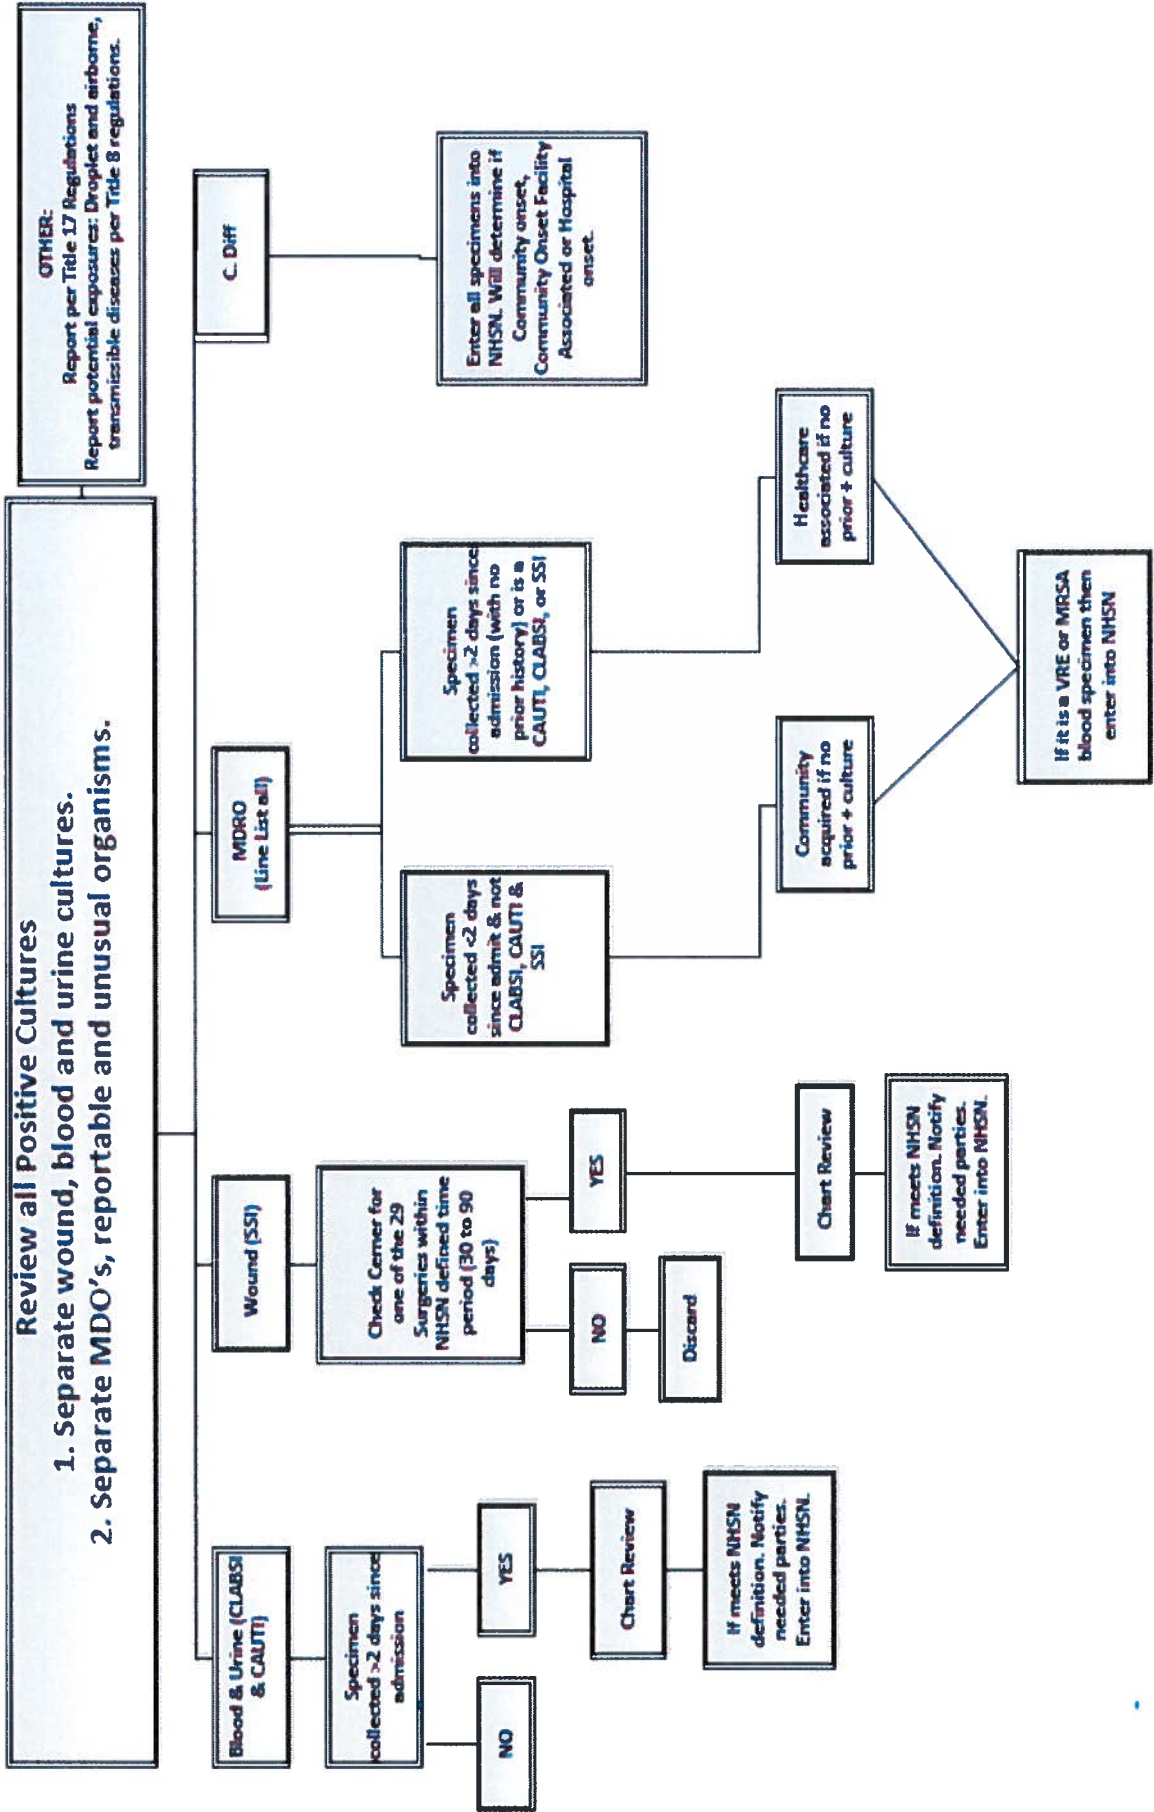 Review all Positive Cultures
1. Separate wound, blood and urine cultures.
2. Separate MDO's, reportable and unusual organisms.
OTHER:
Report per Title 17 Regulations
Report potential exposures: Droplet and airborne,
transmissible diseases per Title 8 regulations.
Blood & Urine (CLABSI
& CAUTI)
Specimen
collected >2 days since
admission
NO
YES
Chart Review
If meets NHSN
definition. Notify
needed parties.
Enter into NHSN.
Wound (SSI)
Check Cerner for
one of the 29
Surgeries within
NHSN defined time
period (30 to 90
days)
NO
Discard
YES
Chart Review
If meets NHSN
definition. Notify
needed parties.
Enter into NHSN.
MDRO
(Line List all)
Specimen
collected <2 days
since admit & not
CLABSI, CAUTI &
SSI
Community
acquired if no
prior + culture
Specimen
collected >2 days since
admission (with no
prior history) or is a
CAUTI, CLABSI, or SSI
Healthcare
associated if no
prior + culture
If it is a VRE or MRSA
blood specimen then
enter into NHSN
C. Diff
Enter all specimens into
NHSN. Will determine if
Community onset,
Community Onset Facility
Associated or Hospital
onset.